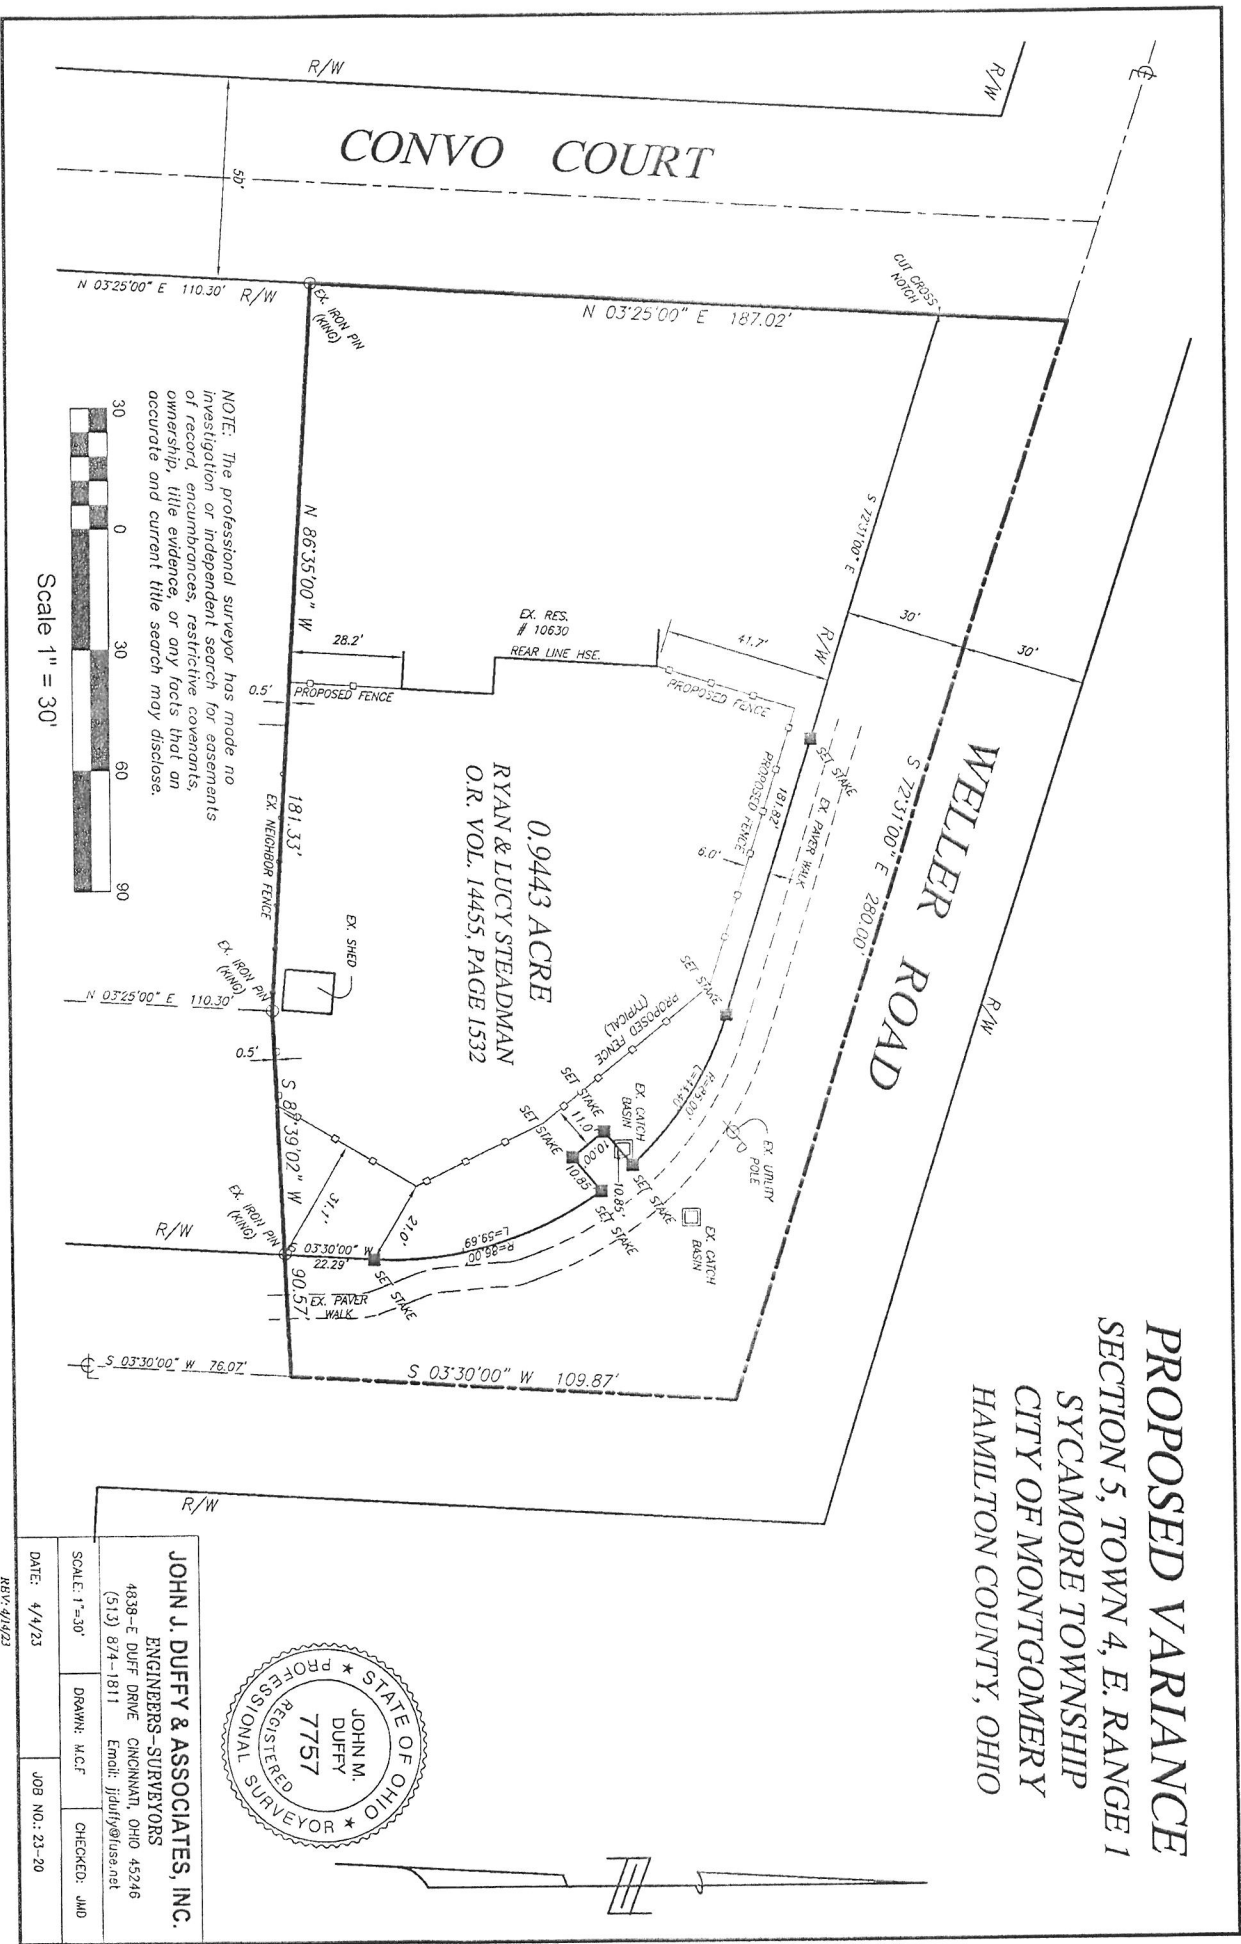 PROPOSED VARIANCE
SECTION 5, TOWN 4, E. RANGE 1
SYCAMORE TOWNSHIP
CITY OF MONTGOMERY
HAMILTON COUNTY, OHIO
R/W
R/W
CONVO COURT
50'
N 03°25'00" E 110.30'
R/W
EX. IRON PIN
(KING)
N 03°25'00" E 187.02'
CUT CROSS
NOTCH
S 72°31'00" E
R/W
30'
30'
WELLER ROAD
S 72°31'00" E 280.00'
R/W
N 86°35'00" W
181.33'
28.2'
PROPOSED FENCE
0.5'
EX. RES.
# 10630
REAR LINE HSE.
41.7'
PROPOSED FENCE
SET STAKE
PROPOSED FENCE
181.82'
EX. PAVER WALK
6.0'
0.9443 ACRE
RYAN & LUCY STEADMAN
O.R. VOL. 14455, PAGE 1532
EX. NEIGHBOR FENCE
EX. SHED
EX. IRON PIN
(KING)
N 03°25'00" E 110.30'
0.5'
SET STAKE
PROPOSED FENCE
(TYPICAL)
R=85.00'
L=44.40'
EX. UTILITY
POLE
EX. CATCH
BASIN
SET STAKE
SET STAKE
11.0'
10.00'
10.85'
10.85'
SET STAKE
SET STAKE
EX. CATCH
BASIN
L=59.69'
R=86.00'
S 87°39'02" W
31.1'
21.0'
EX. IRON PIN
(KING)
S 03°30'00" W
22.29'
SET STAKE
90.57'
EX. PAVER
WALK
R/W
S 03°30'00" W 76.07'
S 03°30'00" W 109.87'
R/W
NOTE: The professional surveyor has made no
investigation or independent search for easements
of record, encumbrances, restrictive covenants,
ownership, title evidence, or any facts that an
accurate and current title search may disclose.
30 0 30 60 90
Scale 1" = 30'
STATE OF OHIO
JOHN M.
DUFFY
7757
REGISTERED
PROFESSIONAL SURVEYOR
JOHN J. DUFFY & ASSOCIATES, INC.
ENGINEERS-SURVEYORS
4838-E DUFF DRIVE CINCINNATI, OHIO 45246
(513) 874-1811 Email: jjduffy@fuse.net
SCALE: 1"=30' DRAWN: M.C.F CHECKED: JMD
DATE: 4/4/23 JOB NO.: 23-20
REV: 4/14/23